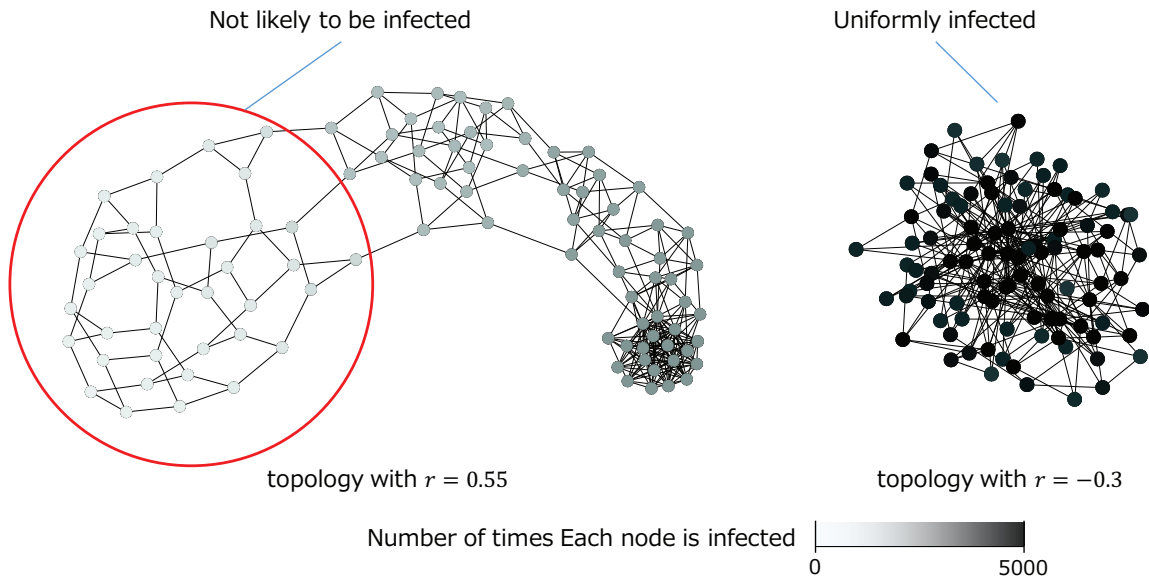 Not likely to be infected
Uniformly infected
topology with r = 0.55
topology with r = −0.3
Number of times Each node is infected
0
5000